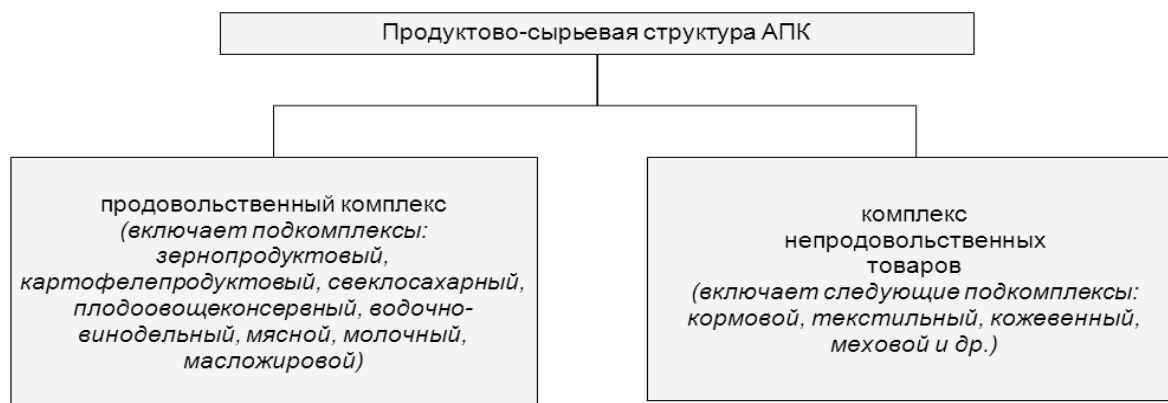 Продуктово-сырьевая структура АПК
продовольственный комплекс
(включает подкомплексы:
зернопродуктовый,
картофелепродуктовый, свеклосахарный,
плодоовощеконсервный, водочно-
винодельный, мясной, молочный,
масложировой)
комплекс
непродовольственных
товаров
(включает следующие подкомплексы:
кормовой, текстильный, кожевенный,
меховой и др.)